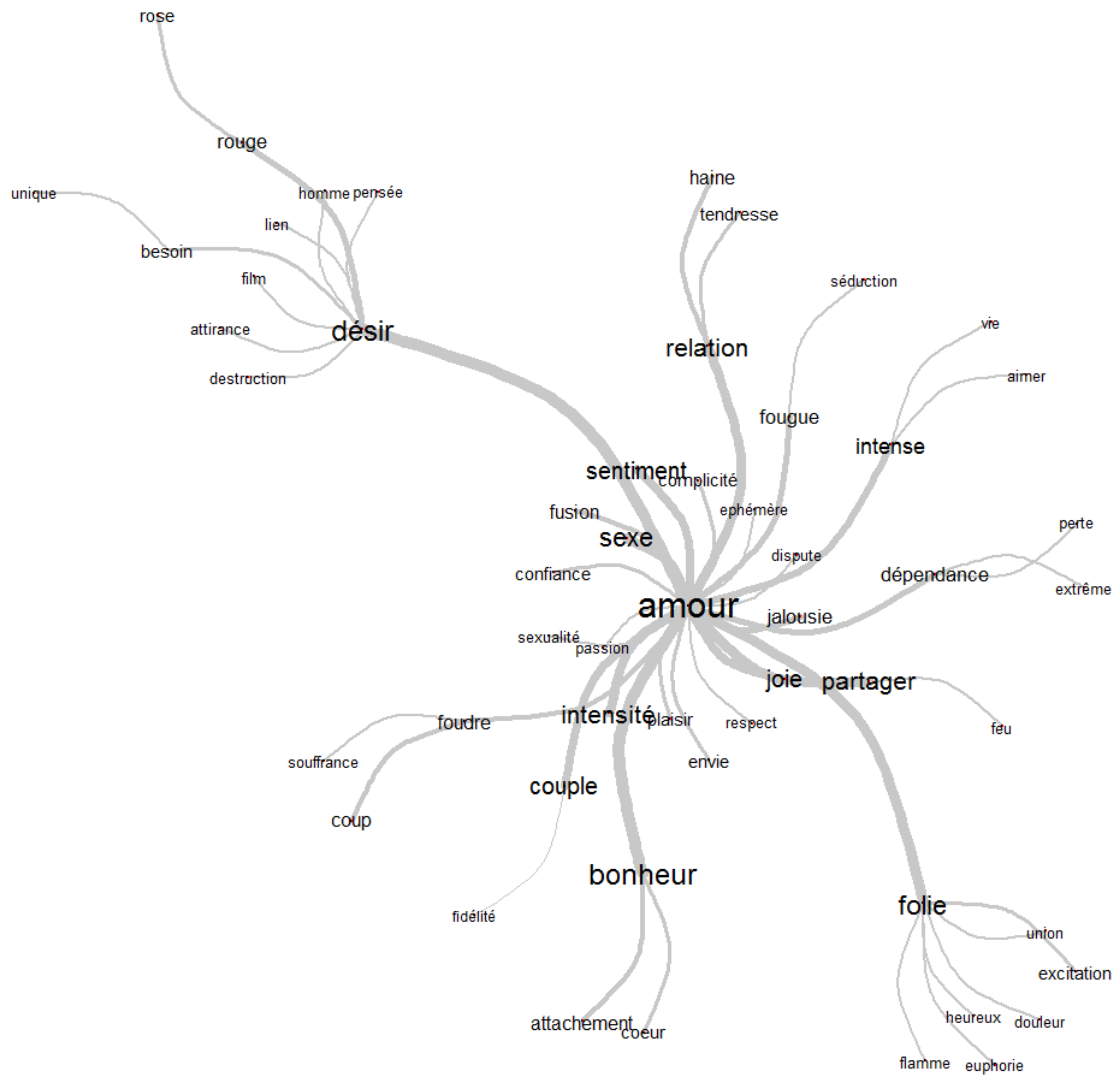 rose
rouge
unique
homme
pensée
lien
besoin
film
attirance
désir
destruction
haine
tendresse
relation
séduction
vie
aimer
fougue
intense
sentiment
complicité
fusion
ephémère
sexe
confiance
dispute
perte
dépendance
extrême
amour
jalousie
sexualité
passion
joie
partager
foudre
intensité
plaisir
respect
feu
souffrance
envie
couple
coup
bonheur
fidélité
folie
union
excitation
attachement
coeur
heureux
douleur
flamme
euphorie